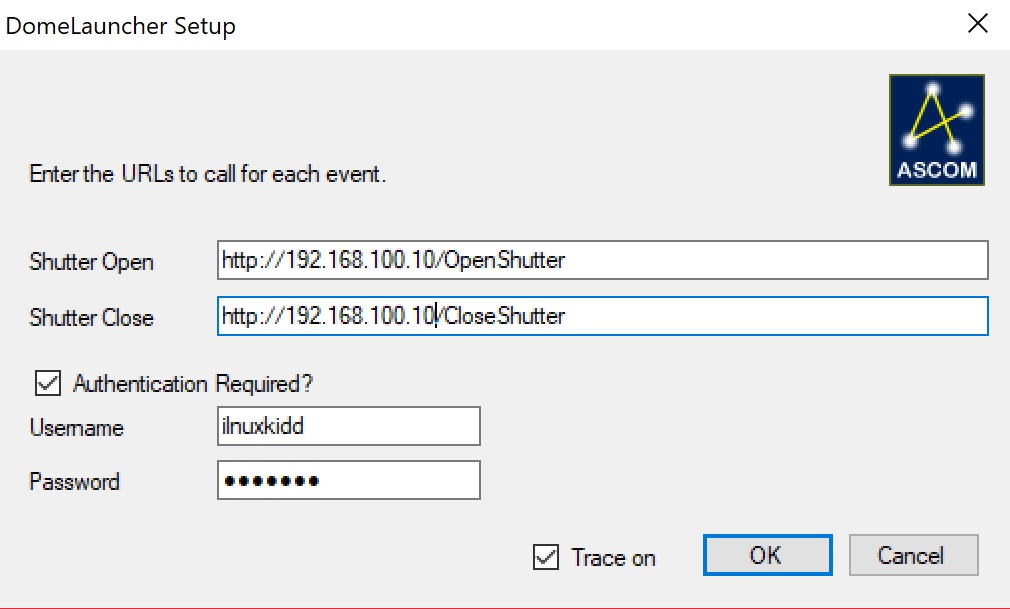 DomeLauncher Setup
ASCOM
Enter the URLs to call for each event.
Shutter Open http://192.168.100.10/OpenShutter
Shutter Close http://192.168.100.10/CloseShutter
Authentication Required?
Username ilnuxkidd
Password •••••••
Trace on OK Cancel